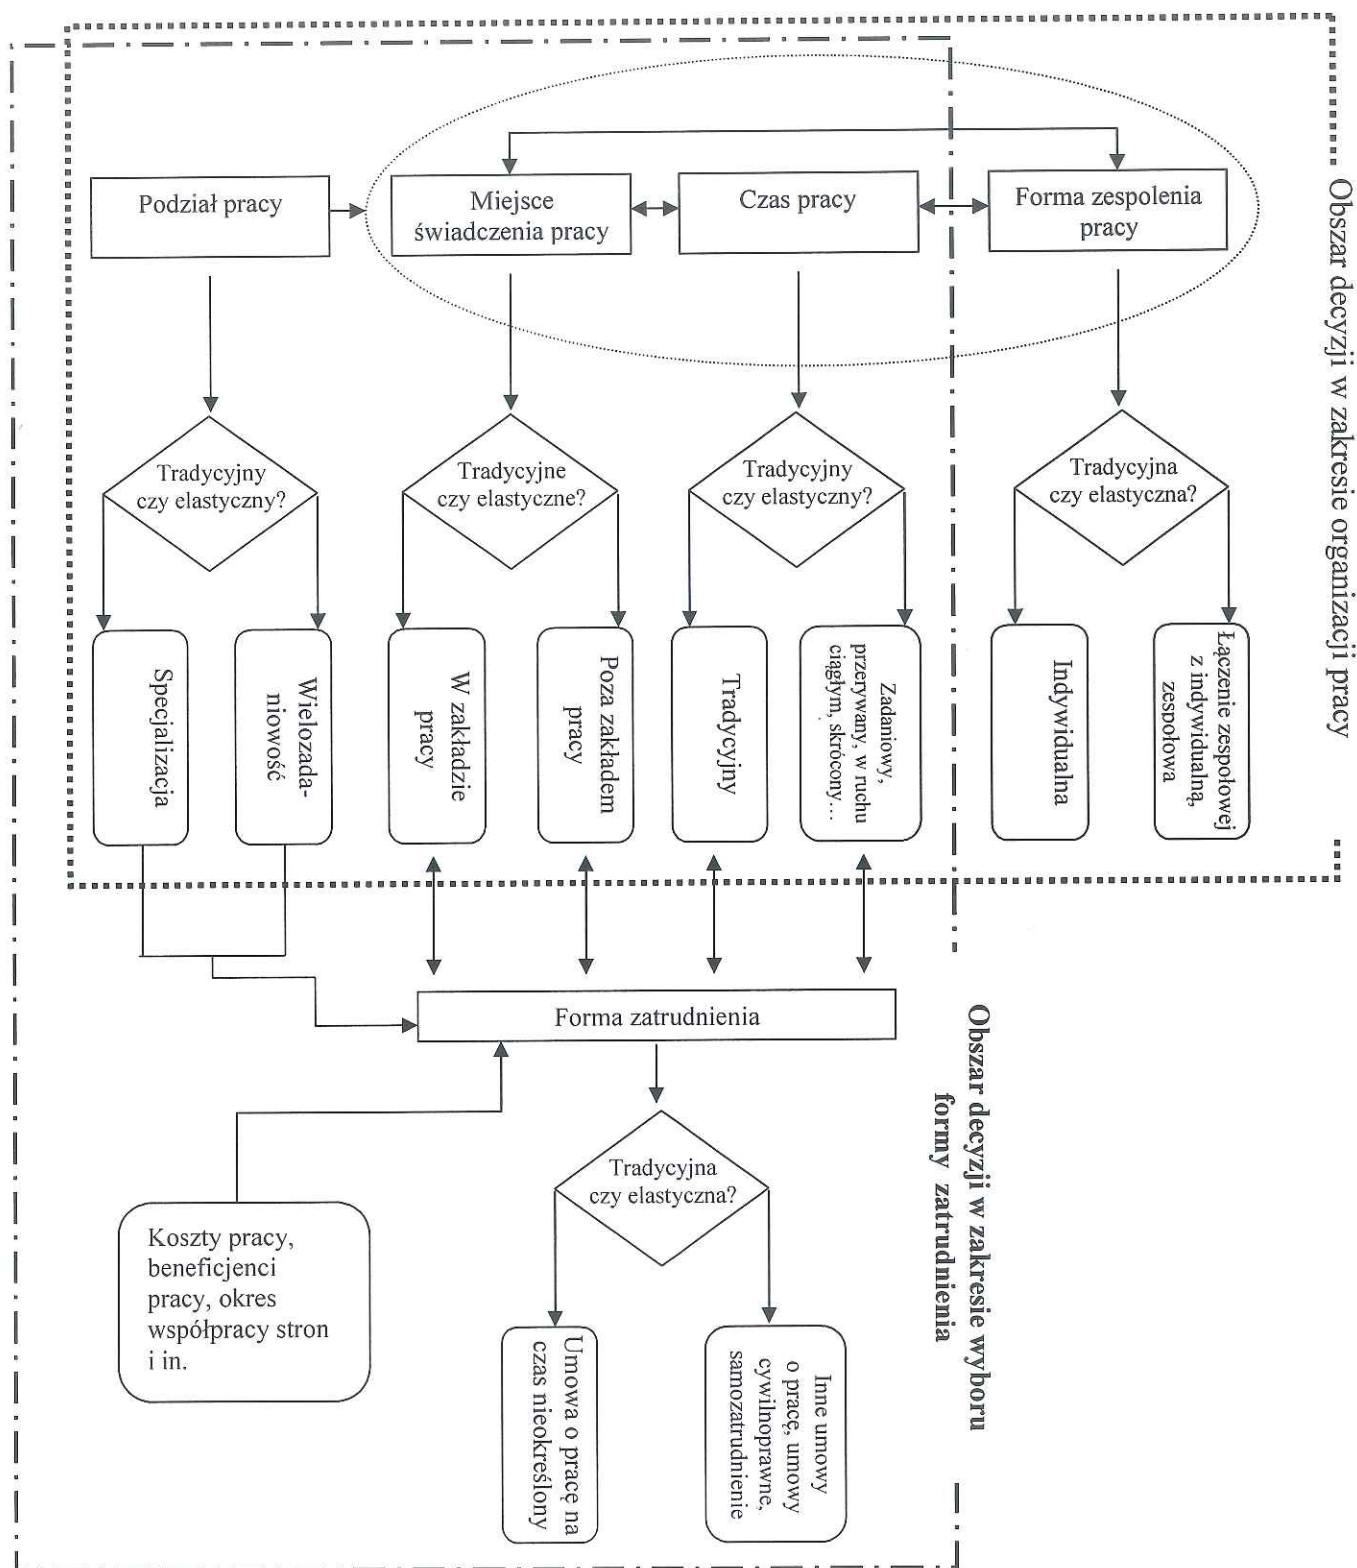 Obszar decyzji w zakresie organizacji pracy
Podział pracy
Miejsce
świadczenia pracy
Czas pracy
Forma zespolenia
pracy
Tradycyjny
czy elastyczny?
Tradycyjne
czy elastyczne?
Tradycyjny
czy elastyczny?
Tradycyjna
czy elastyczna?
Specjalizacja
Wielozada-
niowość
W zakładzie
pracy
Poza zakładem
pracy
Tradycyjny
Zadaniowy,
przerywany, w ruchu
ciągłym, skrócony…
Indywidualna
Łączenie zespołowej
z indywidualną,
zespołowa
Forma zatrudnienia
Obszar decyzji w zakresie wyboru
formy zatrudnienia
Tradycyjna
czy elastyczna?
Koszty pracy,
beneficjenci
pracy, okres
współpracy stron
i in.
Umowa o pracę na
czas nieokreślony
Inne umowy
o pracę, umowy
cywilnoprawne,
samozatrudnienie